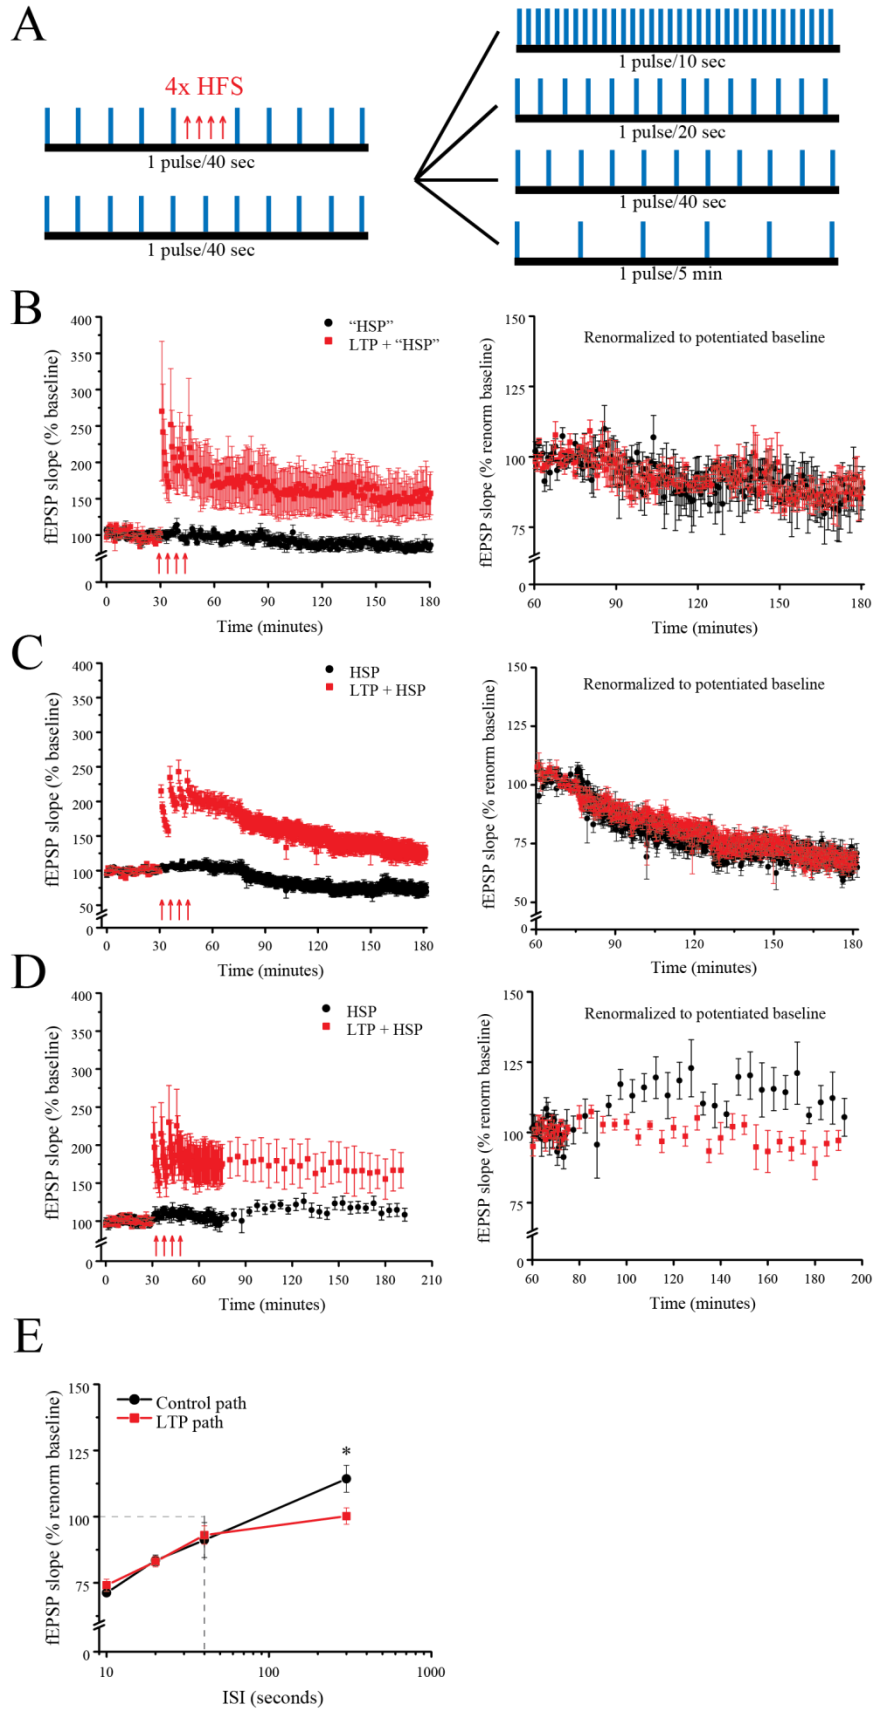 A
4x HFS
1 pulse/40 sec
1 pulse/40 sec
1 pulse/10 sec
1 pulse/20 sec
1 pulse/40 sec
1 pulse/5 min
B
fEPSP slope (% baseline)
400
350
300
250
200
150
100
0
"HSP"
LTP + "HSP"
0 30 60 90 120 150 180
Time (minutes)
fEPSP slope (% renorm baseline)
150
125
100
75
0
Renormalized to potentiated baseline
60 90 120 150 180
Time (minutes)
C
fEPSP slope (% baseline)
400
350
300
250
200
150
100
50
0
HSP
LTP + HSP
0 30 60 90 120 150 180
Time (minutes)
fEPSP slope (% renorm baseline)
150
125
100
75
50
0
Renormalized to potentiated baseline
60 90 120 150 180
Time (minutes)
D
fEPSP slope (% baseline)
400
350
300
250
200
150
100
0
HSP
LTP + HSP
0 30 60 90 120 150 180 210
Time (minutes)
fEPSP slope (% renorm baseline)
150
125
100
75
0
Renormalized to potentiated baseline
60 80 100 120 140 160 180 200
Time (minutes)
E
fEPSP slope (% renorm baseline)
150
125
100
75
0
Control path
LTP path
*
10 100 1000
ISI (seconds)